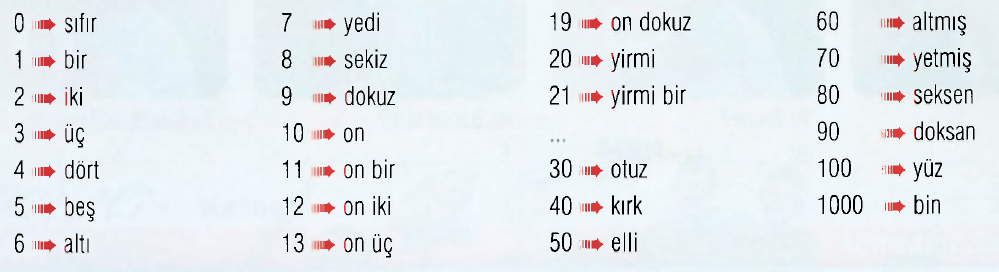 0 ➠ sıfır
1 ➠ bir
2 ➠ iki
3 ➠ üç
4 ➠ dört
5 ➠ beş
6 ➠ altı
7 ➠ yedi
8 ➠ sekiz
9 ➠ dokuz
10 ➠ on
11 ➠ on bir
12 ➠ on iki
13 ➠ on üç
19 ➠ on dokuz
20 ➠ yirmi
21 ➠ yirmi bir
...
30 ➠ otuz
40 ➠ kırk
50 ➠ elli
60 ➠ altmış
70 ➠ yetmiş
80 ➠ seksen
90 ➠ doksan
100 ➠ yüz
1000 ➠ bin